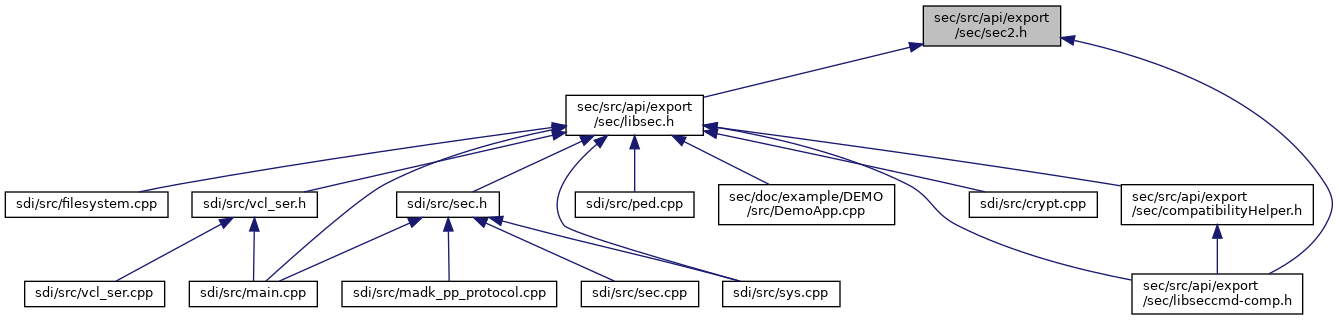 sec/src/api/export
/sec/sec2.h
sec/src/api/export
/sec/libsec.h
sdi/src/filesystem.cpp
sdi/src/vcl_ser.h
sdi/src/sec.h
sdi/src/ped.cpp
sec/doc/example/DEMO
/src/DemoApp.cpp
sdi/src/crypt.cpp
sec/src/api/export
/sec/compatibilityHelper.h
sdi/src/vcl_ser.cpp
sdi/src/main.cpp
sdi/src/madk_pp_protocol.cpp
sdi/src/sec.cpp
sdi/src/sys.cpp
sec/src/api/export
/sec/libseccmd-comp.h